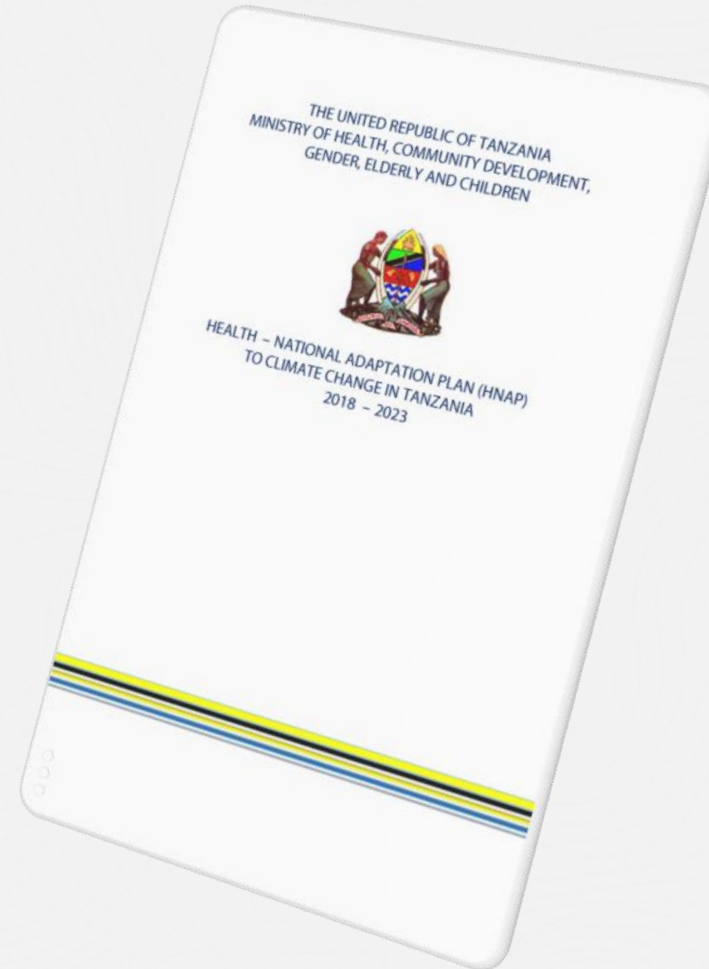 THE UNITED REPUBLIC OF TANZANIA
MINISTRY OF HEALTH, COMMUNITY DEVELOPMENT,
GENDER, ELDERLY AND CHILDREN
HEALTH – NATIONAL ADAPTATION PLAN (HNAP)
TO CLIMATE CHANGE IN TANZANIA
2018 – 2023